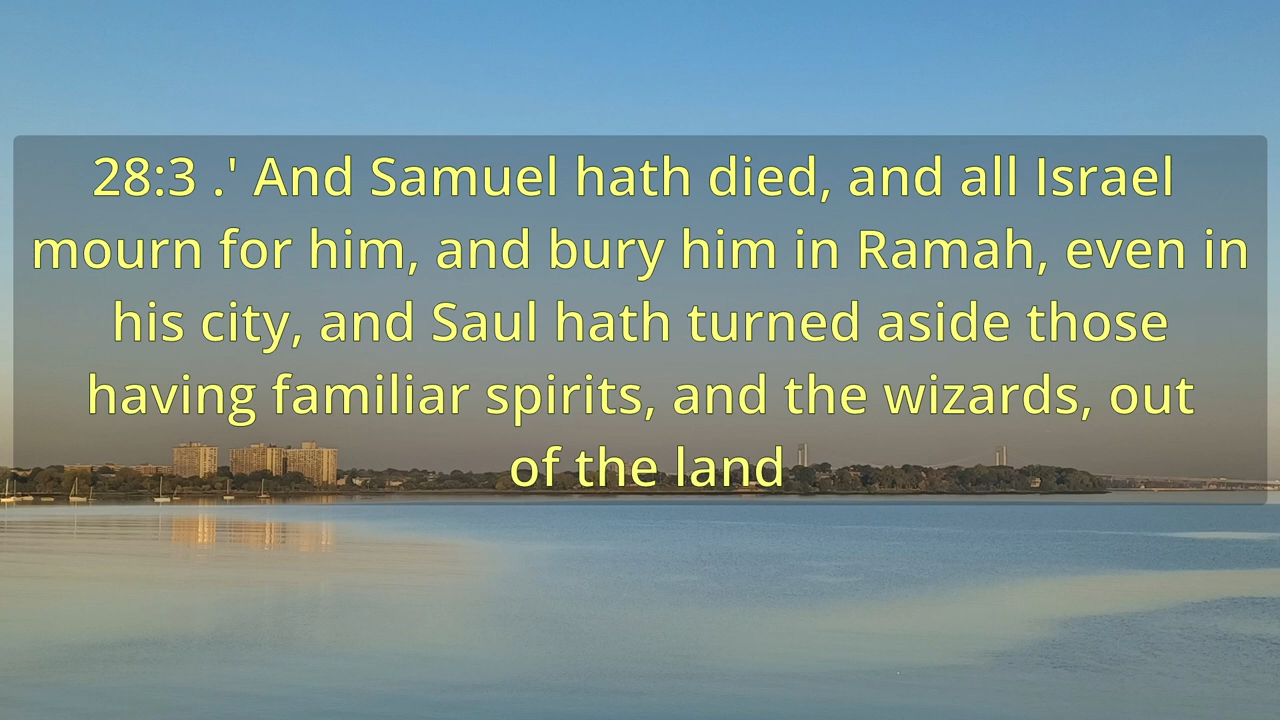 28:3 .' And Samuel hath died, and all Israel
mourn for him, and bury him in Ramah, even in
his city, and Saul hath turned aside those
having familiar spirits, and the wizards, out
of the land